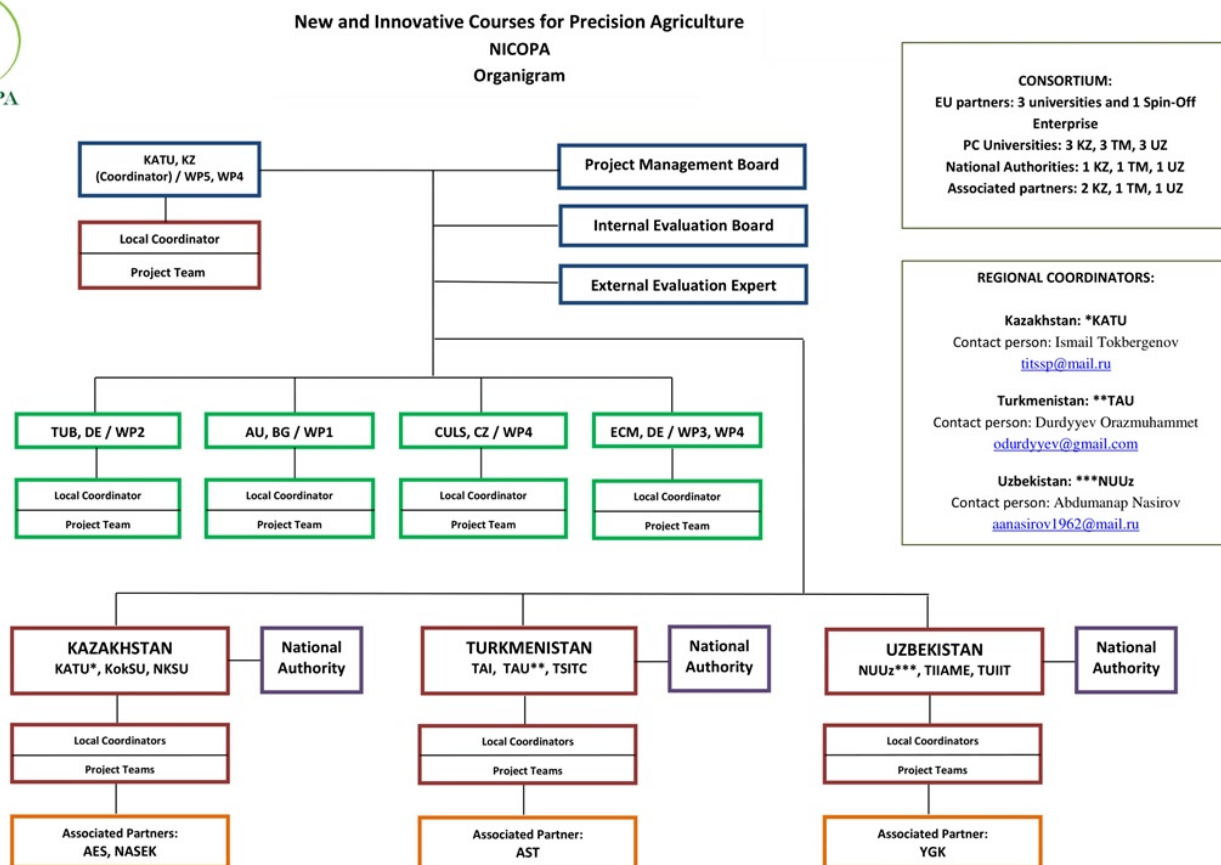 New and Innovative Courses for Precision Agriculture
NICOPA
Organigram
PA
CONSORTIUM:
EU partners: 3 universities and 1 Spin-Off
Enterprise
PC Universities: 3 KZ, 3 TM, 3 UZ
National Authorities: 1 KZ, 1 TM, 1 UZ
Associated partners: 2 KZ, 1 TM, 1 UZ
KATU, KZ
(Coordinator) / WP5, WP4
Local Coordinator
Project Team
Project Management Board
Internal Evaluation Board
External Evaluation Expert
REGIONAL COORDINATORS:
Kazakhstan: *KATU
Contact person: Ismail Tokbergenov
titssp@mail.ru
Turkmenistan: **TAU
Contact person: Durdyyev Orazmuhammet
odurdyyev@gmail.com
Uzbekistan: ***NUUz
Contact person: Abdumanap Nasirov
aanasirov1962@mail.ru
TUB, DE / WP2
Local Coordinator
Project Team
AU, BG / WP1
Local Coordinator
Project Team
CULS, CZ / WP4
Local Coordinator
Project Team
ECM, DE / WP3, WP4
Local Coordinator
Project Team
KAZAKHSTAN
KATU*, KokSU, NKSU
National
Authority
Local Coordinators
Project Teams
Associated Partners:
AES, NASEK
TURKMENISTAN
TAI, TAU**, TSITC
National
Authority
Local Coordinators
Project Teams
Associated Partner:
AST
UZBEKISTAN
NUUz***, TIIAME, TUIIT
National
Authority
Local Coordinators
Project Teams
Associated Partner:
YGK